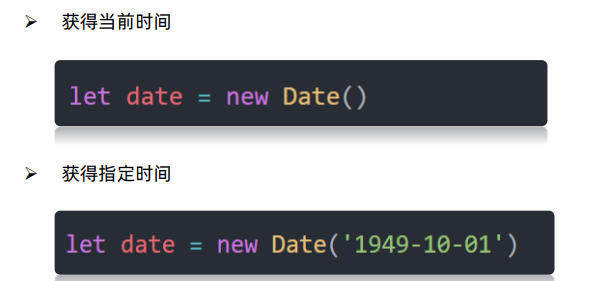 ➢ 获得当前时间
let date = new Date()
➢ 获得指定时间
let date = new Date('1949-10-01')